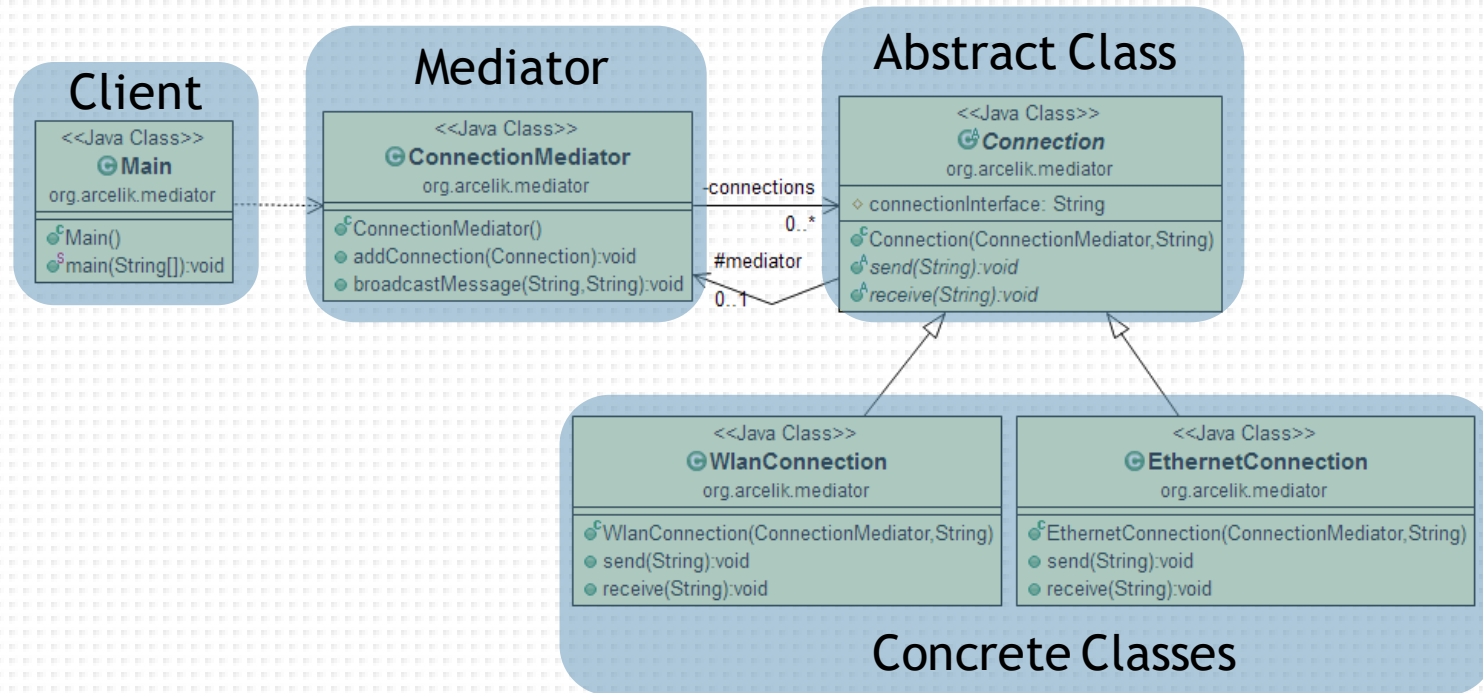 Client
<<Java Class>>
Main
org.arcelik.mediator
Main()
main(String[]):void
Mediator
<<Java Class>>
ConnectionMediator
org.arcelik.mediator
ConnectionMediator()
addConnection(Connection):void
broadcastMessage(String,String):void
-connections
0..*
#mediator
0..1
Abstract Class
<<Java Class>>
Connection
org.arcelik.mediator
connectionInterface: String
Connection(ConnectionMediator,String)
send(String):void
receive(String):void
<<Java Class>>
WlanConnection
org.arcelik.mediator
WlanConnection(ConnectionMediator,String)
send(String):void
receive(String):void
<<Java Class>>
EthernetConnection
org.arcelik.mediator
EthernetConnection(ConnectionMediator,String)
send(String):void
receive(String):void
Concrete Classes